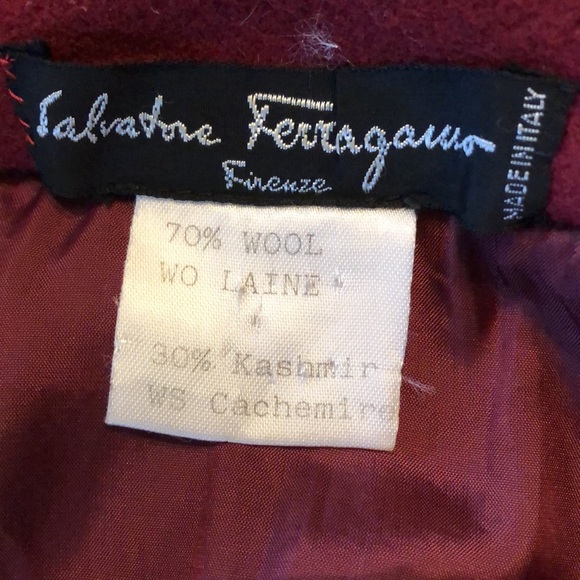 Salvatore Ferragamo
Firenze
MADE IN ITALY
70% WOOL
WO LAINE
30% Kashmir
WS Cachemire